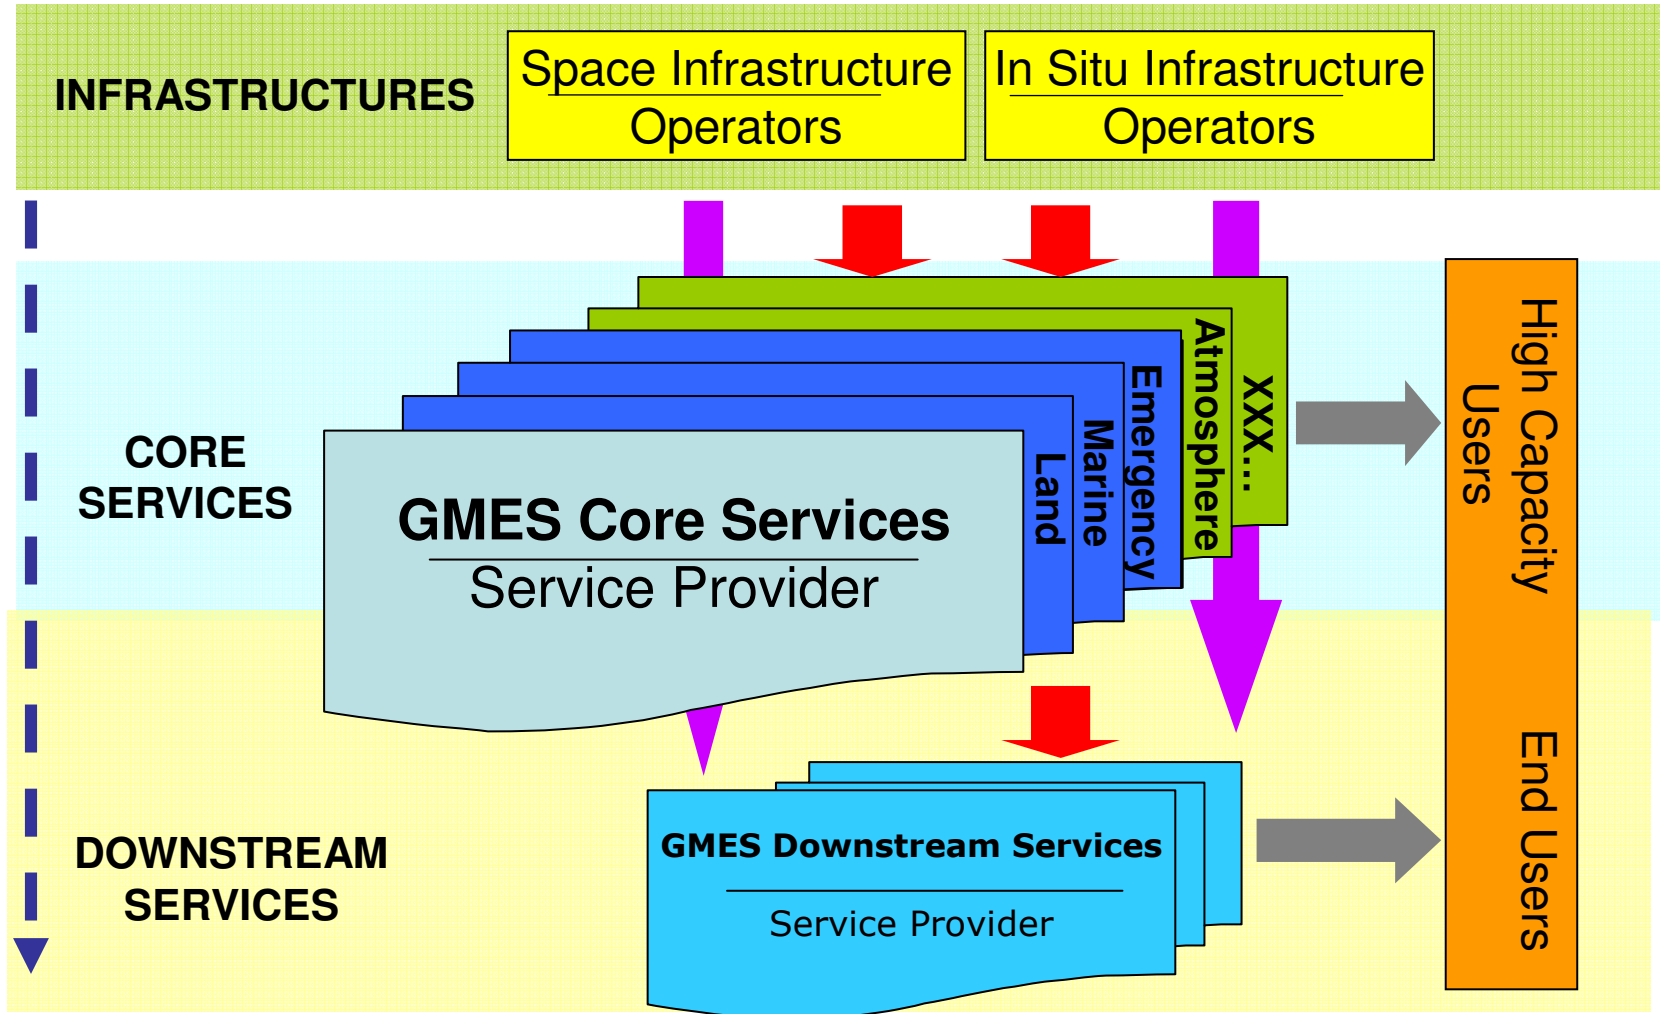 INFRASTRUCTURES
Space Infrastructure
Operators
In Situ Infrastructure
Operators
CORE
SERVICES
GMES Core Services
Service Provider
Land
Marine
Emergency
Atmosphere
XXX...
High Capacity
Users
End Users
DOWNSTREAM
SERVICES
GMES Downstream Services
Service Provider